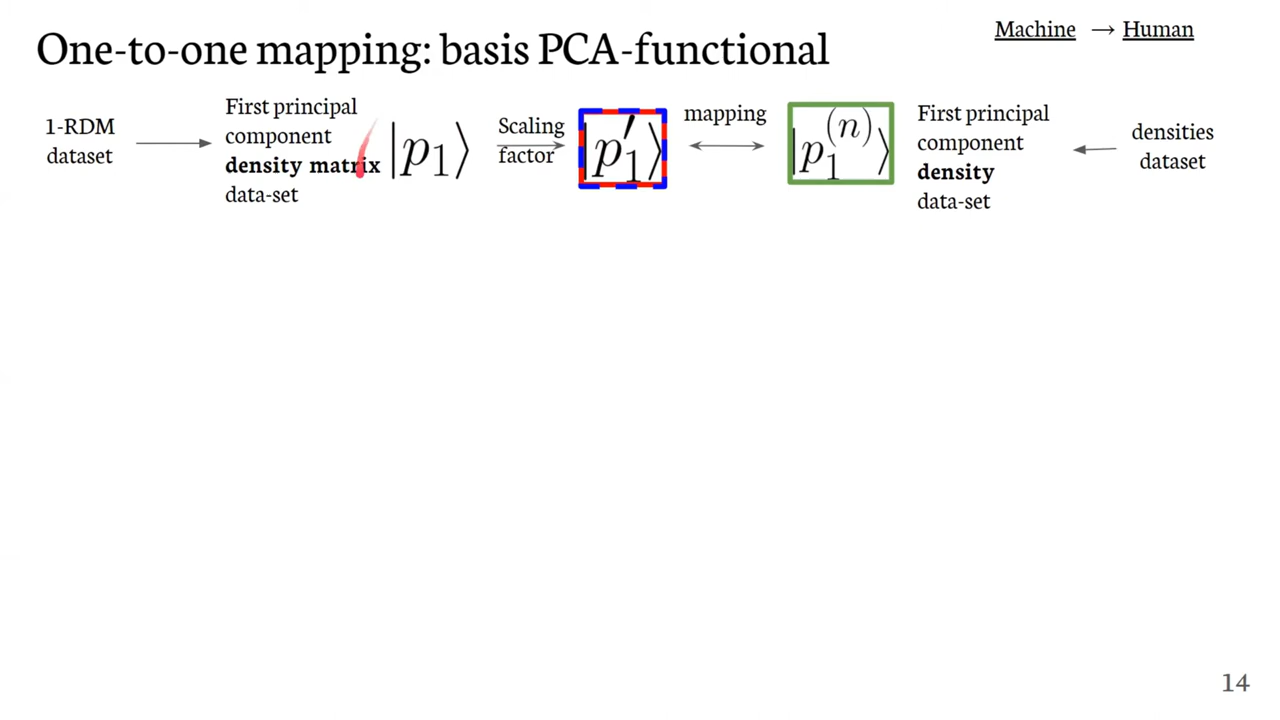 One-to-one mapping: basis PCA-functional
Machine → Human
1-RDM
dataset
First principal
component
density matrix
data-set
|p₁⟩
Scaling
factor
|p′₁⟩
mapping
|p₁⁽ⁿ⁾⟩
First principal
component
density
data-set
densities
dataset
14